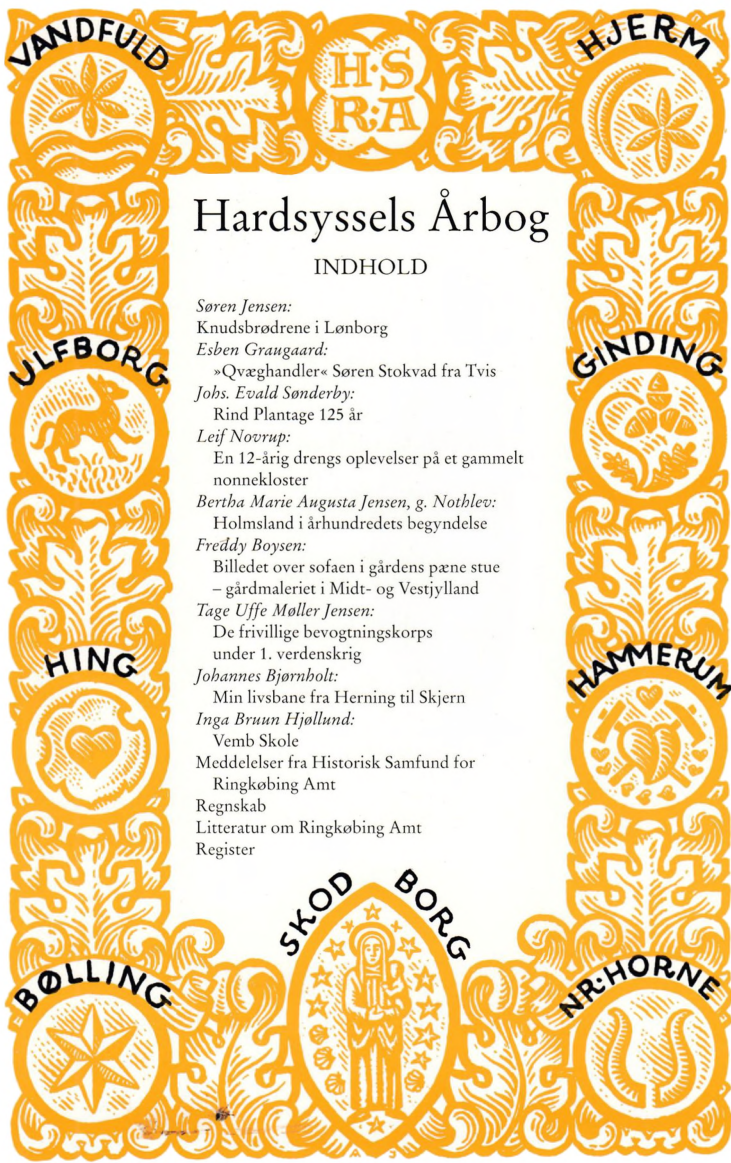 VANDFULD
H·S
R·A
HJERM
Hardsyssels Årbog
INDHOLD
Søren Jensen:
Knudsbrødrene i Lønborg
Esben Graugaard:
»Qvæghandler« Søren Stokvad fra Tvis
Johs. Evald Sønderby:
Rind Plantage 125 år
Leif Novrup:
En 12-årig drengs oplevelser på et gammelt
nonnekloster
Bertha Marie Augusta Jensen, g. Nothlev:
Holmsland i århundredets begyndelse
Freddy Boysen:
Billedet over sofaen i gårdens pæne stue
– gårdmaleriet i Midt- og Vestjylland
Tage Uffe Møller Jensen:
De frivillige bevogtningskorps
under 1. verdenskrig
Johannes Bjørnholt:
Min livsbane fra Herning til Skjern
Inga Bruun Hjøllund:
Vemb Skole
Meddelelser fra Historisk Samfund for
Ringkøbing Amt
Regnskab
Litteratur om Ringkøbing Amt
Register
ULFBORG
GINDING
HING
HAMMERUM
SKOD BORG
BØLLING
NR·HORNE
A J